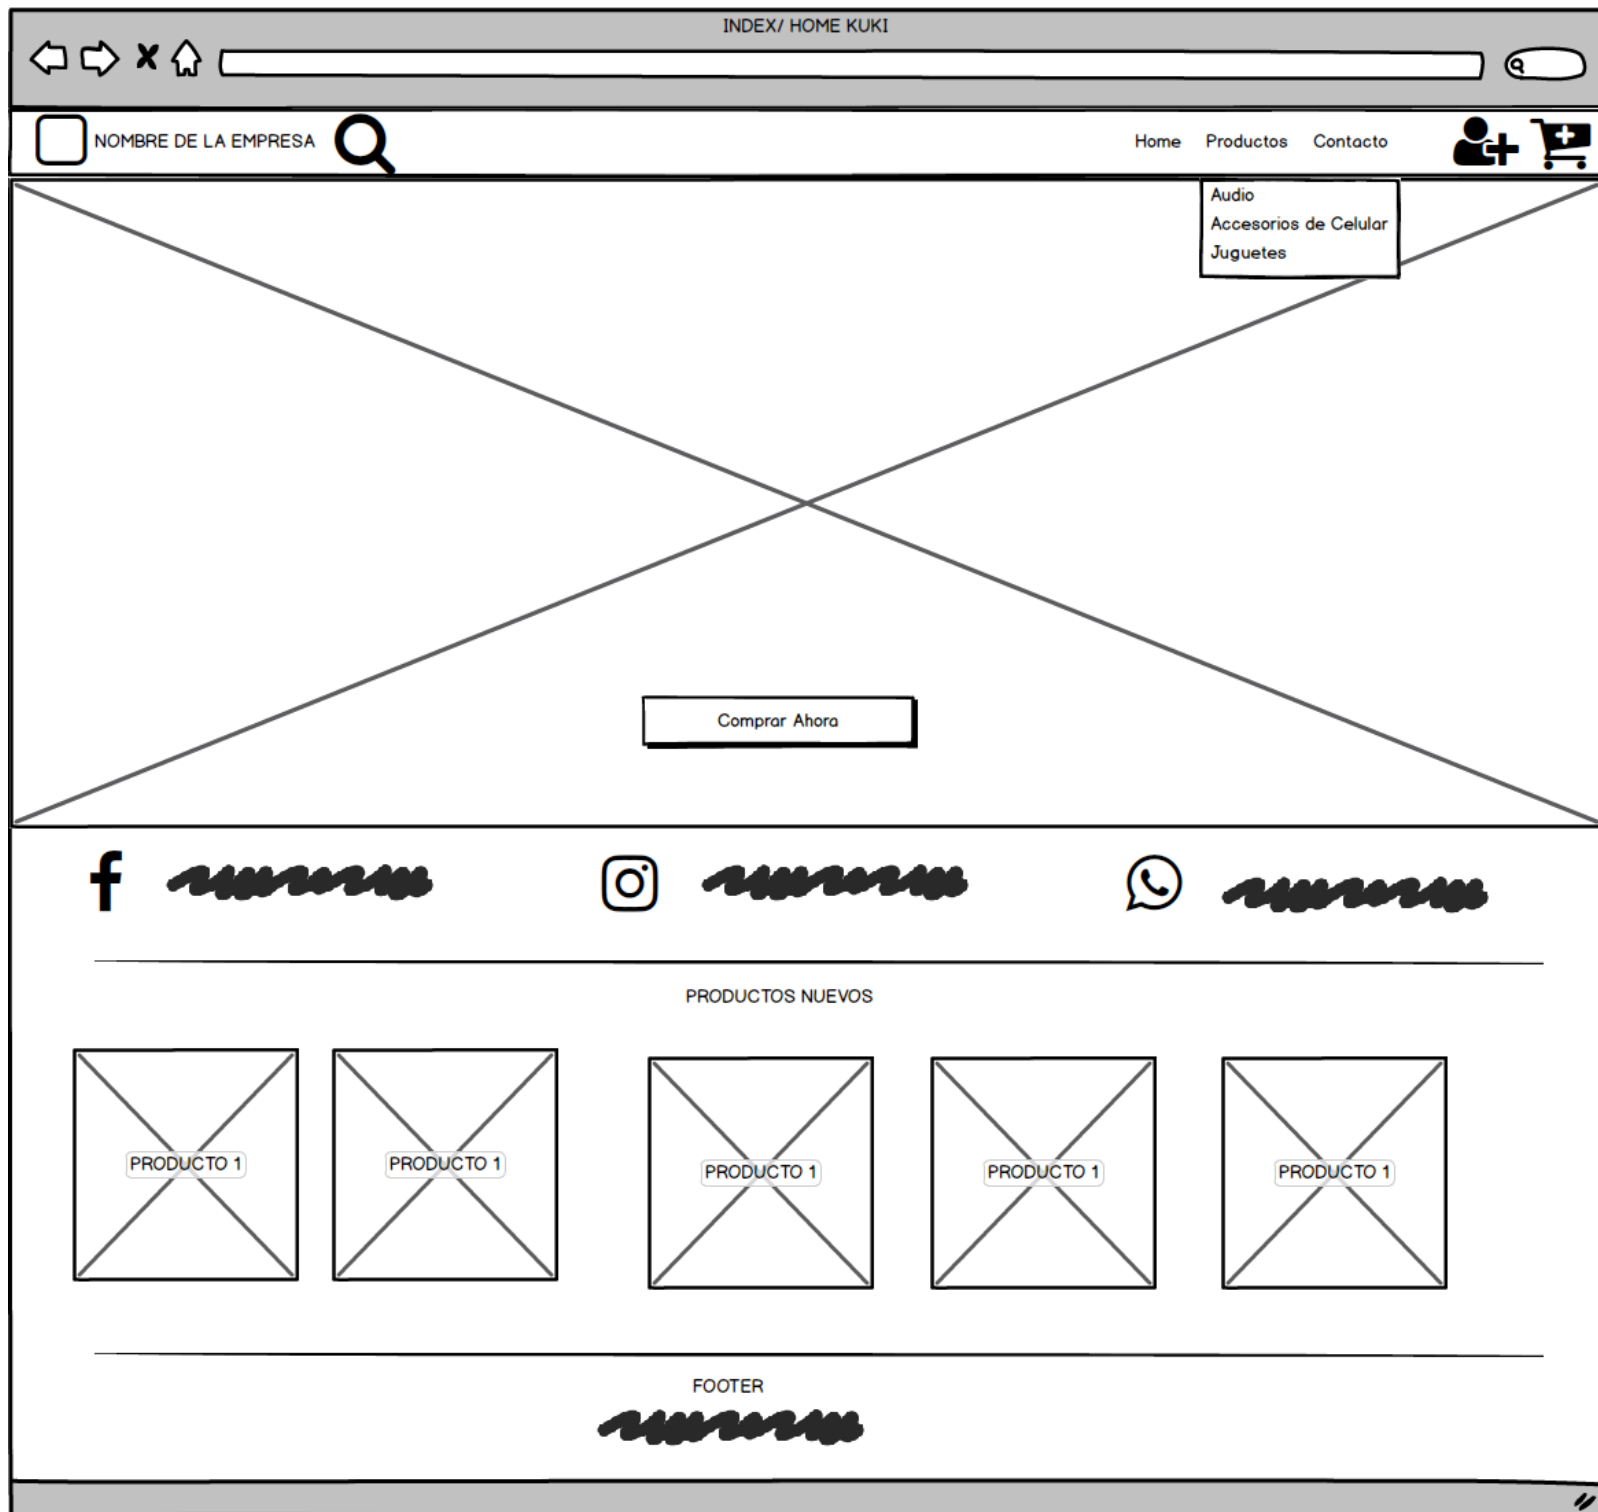 INDEX/ HOME KUKI
NOMBRE DE LA EMPRESA
Home Productos Contacto
Audio
Accesorios de Celular
Juguetes
Comprar Ahora
PRODUCTOS NUEVOS
PRODUCTO 1
PRODUCTO 1
PRODUCTO 1
PRODUCTO 1
PRODUCTO 1
FOOTER